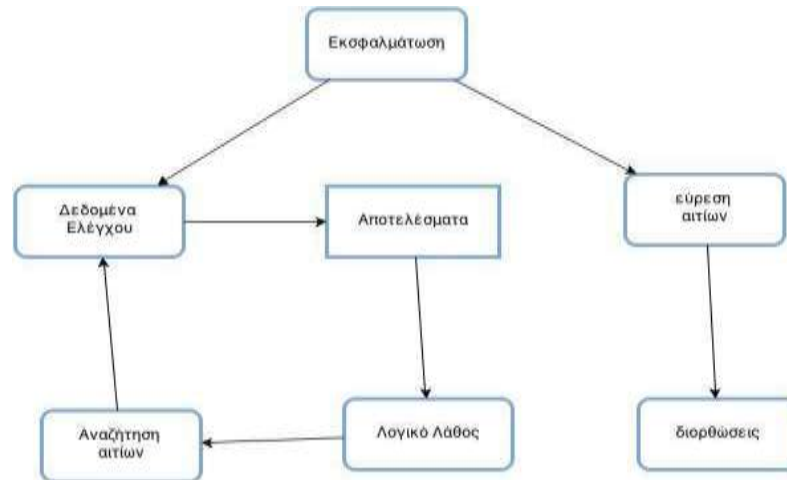 Εκσφαλμάτωση
Δεδομένα
Ελέγχου
Αποτελέσματα
εύρεση
αιτίων
Αναζήτηση
αιτίων
Λογικό Λάθος
διορθώσεις